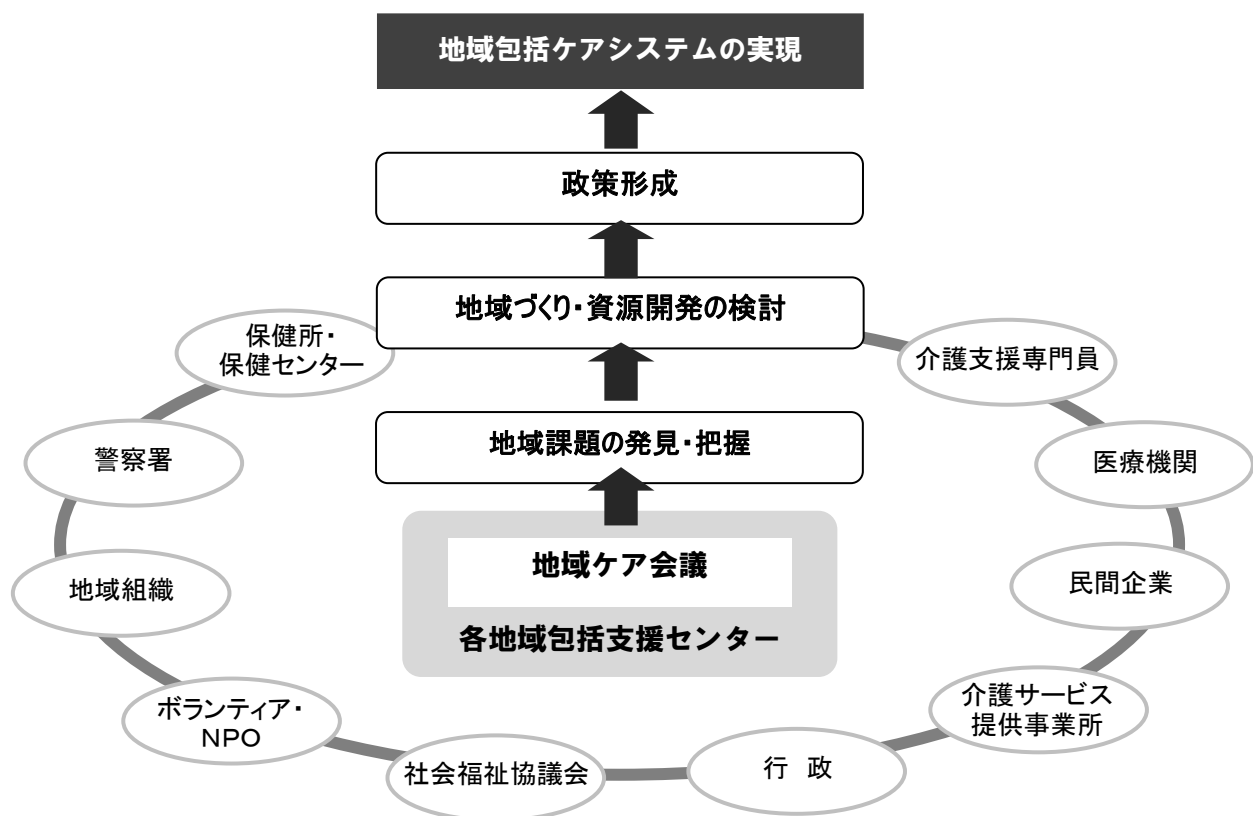 地域包括ケアシステムの実現
政策形成
地域づくり・資源開発の検討
保健所・
保健センター
介護支援専門員
地域課題の発見・把握
警察署
医療機関
地域ケア会議
地域組織
民間企業
各地域包括支援センター
ボランティア・
NPO
介護サービス
提供事業所
社会福祉協議会
行 政